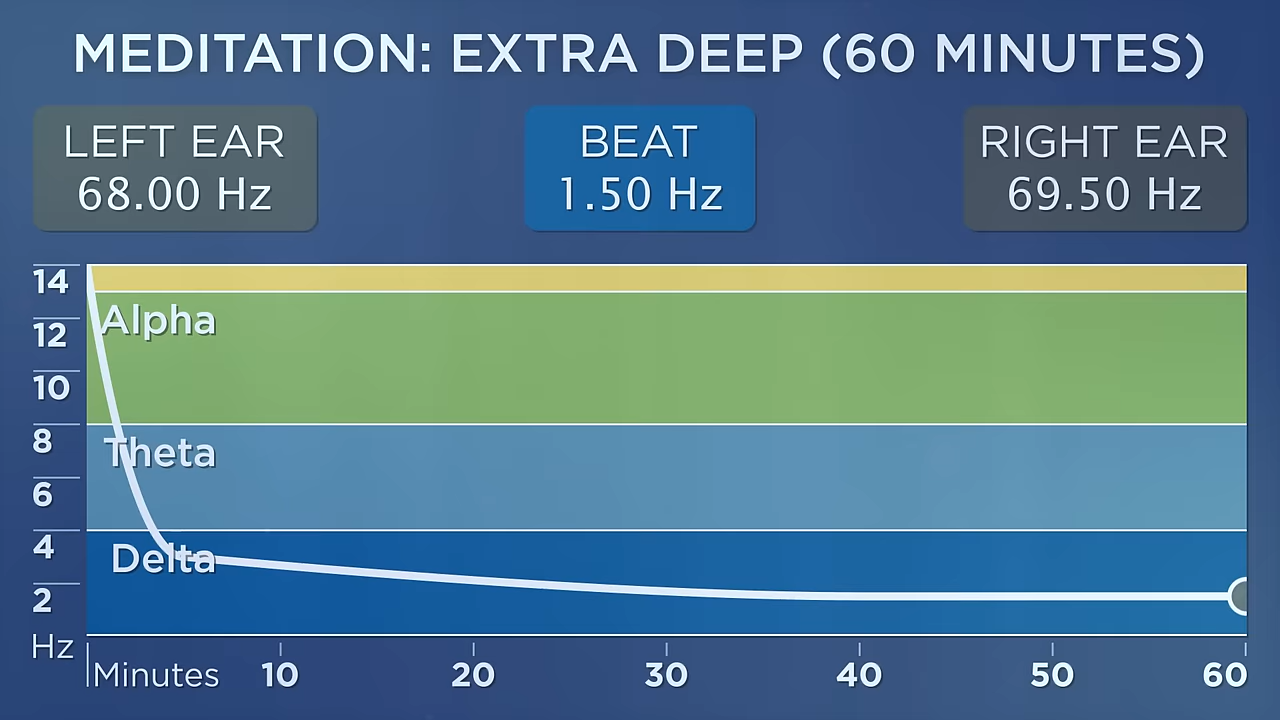 MEDITATION: EXTRA DEEP (60 MINUTES)
LEFT EAR
68.00 Hz
BEAT
1.50 Hz
RIGHT EAR
69.50 Hz
14
Alpha
12
10
8
Theta
6
4
Delta
2
Hz
Minutes 10 20 30 40 50 60